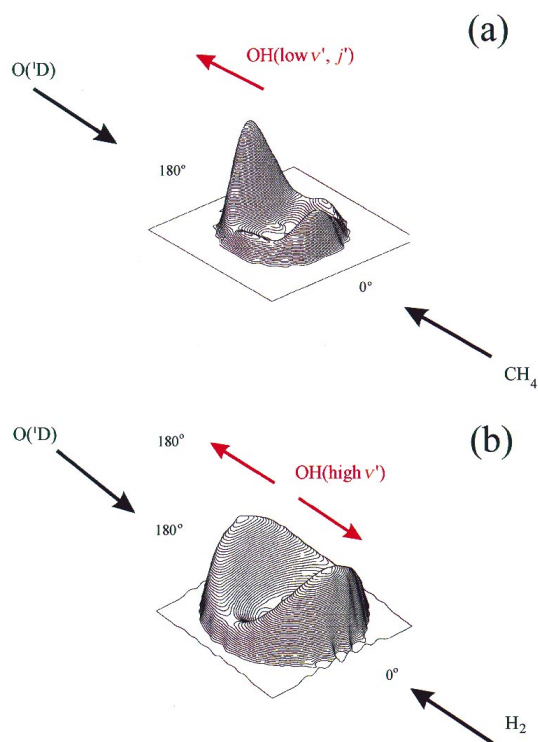 (a)
OH(low v', j')
O(¹D)
180°
0°
CH₄
(b)
O(¹D)
180°
OH(high v')
180°
0°
H₂